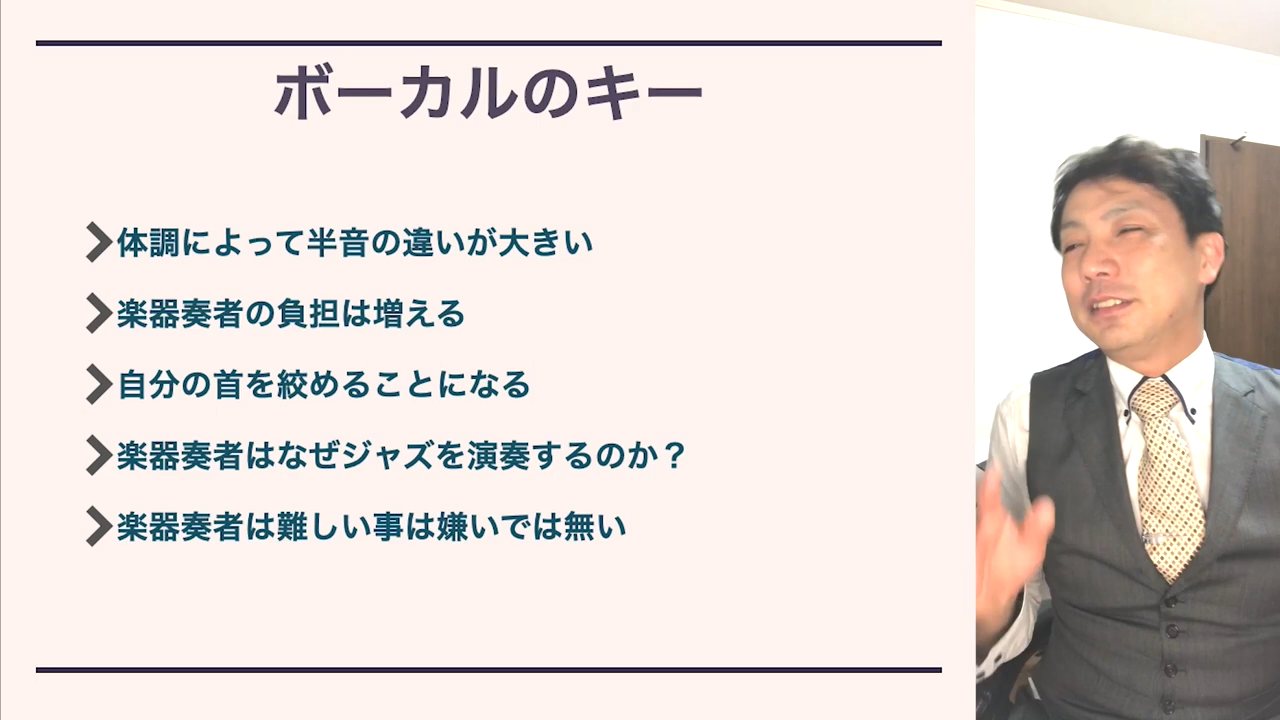 ボーカルのキー
体調によって半音の違いが大きい
楽器奏者の負担は増える
自分の首を絞めることになる
楽器奏者はなぜジャズを演奏するのか？
楽器奏者は難しい事は嫌いでは無い